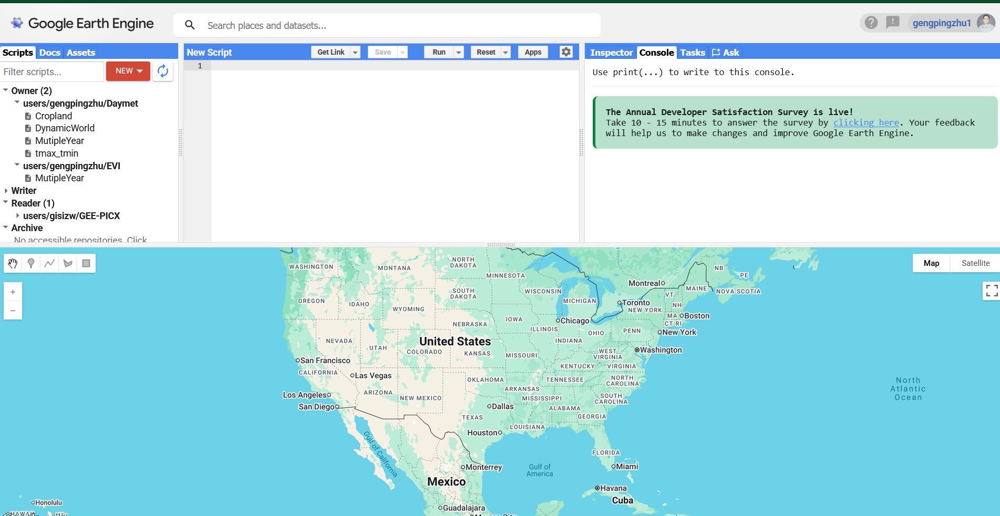 Google Earth Engine
Search places and datasets...
gengpingzhu1
Scripts Docs Assets
Filter scripts...
NEW
Owner (2)
users/gengpingzhu/Daymet
Cropland
DynamicWorld
MutipleYear
tmax_tmin
users/gengpingzhu/EVI
MutipleYear
Writer
Reader (1)
users/gisizw/GEE-PICX
Archive
No accessible repositories. Click
New Script
Get Link Save Run Reset Apps
1
Inspector Console Tasks Ask
Use print(...) to write to this console.
The Annual Developer Satisfaction Survey is live!
Take 10 - 15 minutes to answer the survey by clicking here. Your feedback
will help us to make changes and improve Google Earth Engine.
+
−
Map Satellite
WASHINGTON
MONTANA
NORTH
DAKOTA
MINNESOTA
NB
PE
Montreal
MAINE
NOVA SCOTIA
OREGON
IDAHO
WYOMING
SOUTH
DAKOTA
WISCONSIN
MICHIGAN
Toronto
VT
NH
NEW YORK
MA
Boston
CT RI
NEBRASKA
IOWA
Chicago
ILLINOIS
OHIO
PENN
New York
NEVADA
UTAH
United States
COLORADO
KANSAS
MISSOURI
INDIANA
WEST
VIRGINIA
Washington
San Francisco
CALIFORNIA
Las Vegas
KENTUCKY
VIRGINIA
OKLAHOMA
TENNESSEE
NORTH
CAROLINA
Los Angeles
ARIZONA
NEW MEXICO
ARKANSAS
MISSISSIPPI
SOUTH
CAROLINA
North
Atlantic
Ocean
San Diego
Dallas
ALABAMA
TEXAS
GEORGIA
Houston
LOUISIANA
Gulf of California
FLORIDA
Monterrey
Gulf of
America
Miami
Mexico
Havana
Cuba
Honolulu
Guadalajara
HAWAII
Hilo
Mexico City